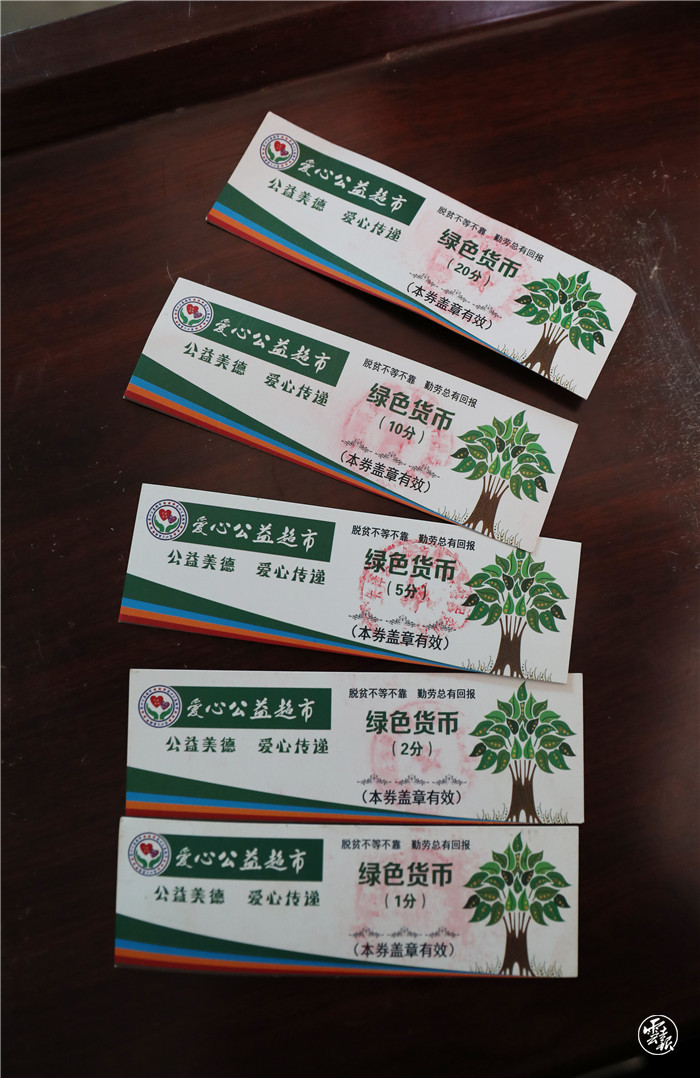 爱心公益超市
公益美德 爱心传递
脱贫不等不靠 勤劳总有回报
绿色货币
(20分)
(本券盖章有效)
爱心公益超市
公益美德 爱心传递
脱贫不等不靠 勤劳总有回报
绿色货币
(10分)
(本券盖章有效)
爱心公益超市
公益美德 爱心传递
脱贫不等不靠 勤劳总有回报
绿色货币
(5分)
(本券盖章有效)
爱心公益超市
公益美德 爱心传递
脱贫不等不靠 勤劳总有回报
绿色货币
(2分)
(本券盖章有效)
爱心公益超市
公益美德 爱心传递
脱贫不等不靠 勤劳总有回报
绿色货币
(1分)
(本券盖章有效)